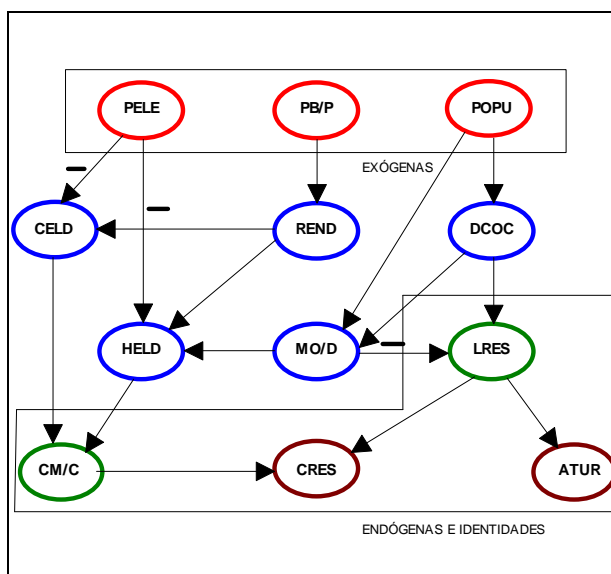 PELE PB/P POPU
EXÓGENAS
CELD REND DCOC
HELD MO/D LRES
CM/C CRES ATUR
ENDÓGENAS E IDENTIDADES